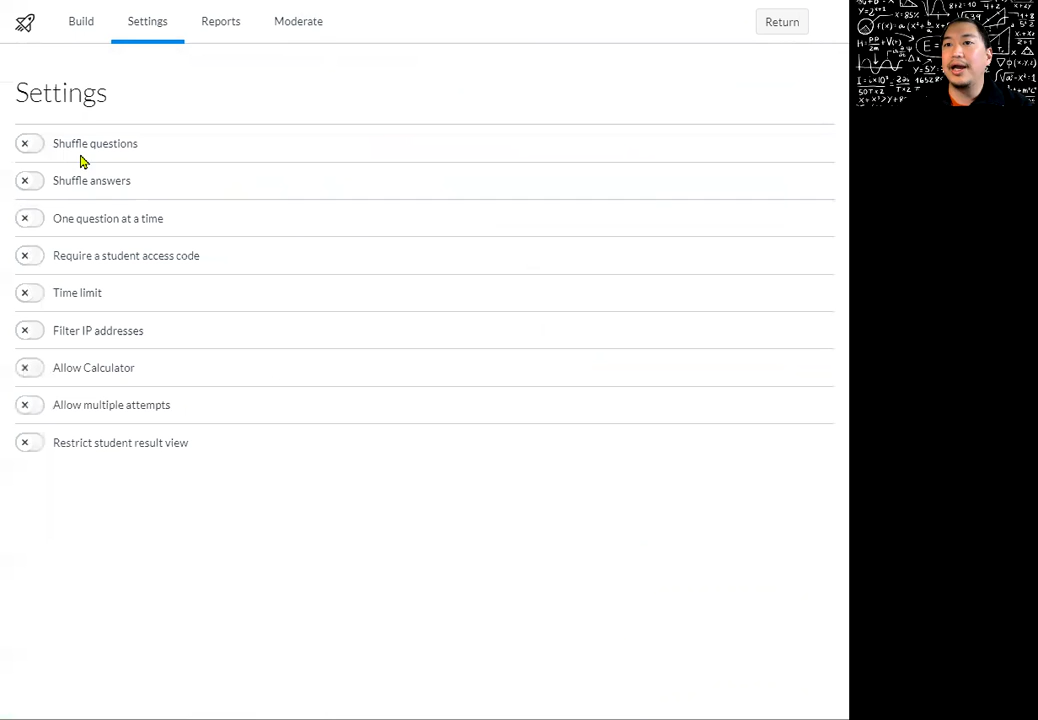 Build Settings Reports Moderate Return
Settings
Shuffle questions
Shuffle answers
One question at a time
Require a student access code
Time limit
Filter IP addresses
Allow Calculator
Allow multiple attempts
Restrict student result view